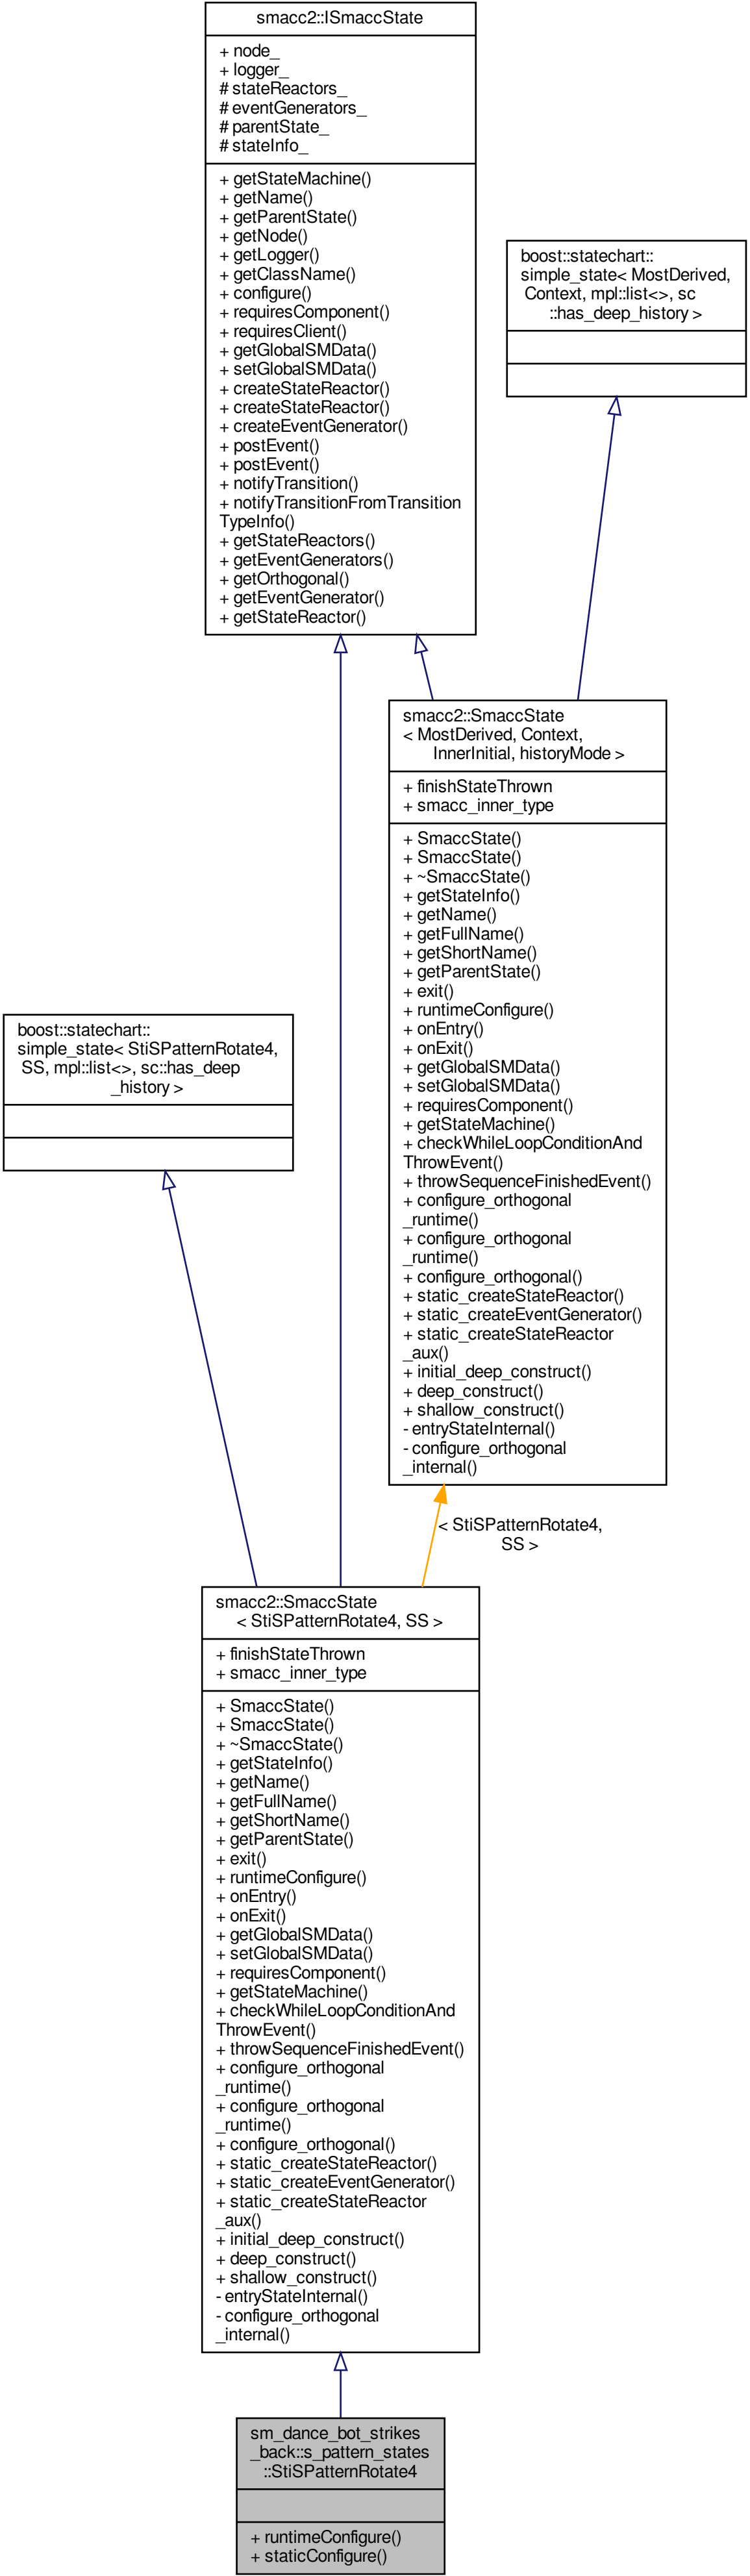 smacc2::ISmaccState
+ node_
+ logger_
# stateReactors_
# eventGenerators_
# parentState_
# stateInfo_
+ getStateMachine()
+ getName()
+ getParentState()
+ getNode()
+ getLogger()
+ getClassName()
+ configure()
+ requiresComponent()
+ requiresClient()
+ getGlobalSMData()
+ setGlobalSMData()
+ createStateReactor()
+ createStateReactor()
+ createEventGenerator()
+ postEvent()
+ postEvent()
+ notifyTransition()
+ notifyTransitionFromTransition
TypeInfo()
+ getStateReactors()
+ getEventGenerators()
+ getOrthogonal()
+ getEventGenerator()
+ getStateReactor()
boost::statechart::
simple_state< MostDerived,
Context, mpl::list<>, sc
::has_deep_history >
smacc2::SmaccState
< MostDerived, Context,
InnerInitial, historyMode >
+ finishStateThrown
+ smacc_inner_type
+ SmaccState()
+ SmaccState()
+ ~SmaccState()
+ getStateInfo()
+ getName()
+ getFullName()
+ getShortName()
+ getParentState()
+ exit()
+ runtimeConfigure()
+ onEntry()
+ onExit()
+ getGlobalSMData()
+ setGlobalSMData()
+ requiresComponent()
+ getStateMachine()
+ checkWhileLoopConditionAnd
ThrowEvent()
+ throwSequenceFinishedEvent()
+ configure_orthogonal
_runtime()
+ configure_orthogonal
_runtime()
+ configure_orthogonal()
+ static_createStateReactor()
+ static_createEventGenerator()
+ static_createStateReactor
_aux()
+ initial_deep_construct()
+ deep_construct()
+ shallow_construct()
- entryStateInternal()
- configure_orthogonal
_internal()
boost::statechart::
simple_state< StiSPatternRotate4,
SS, mpl::list<>, sc::has_deep
_history >
< StiSPatternRotate4,
SS >
smacc2::SmaccState
< StiSPatternRotate4, SS >
+ finishStateThrown
+ smacc_inner_type
+ SmaccState()
+ SmaccState()
+ ~SmaccState()
+ getStateInfo()
+ getName()
+ getFullName()
+ getShortName()
+ getParentState()
+ exit()
+ runtimeConfigure()
+ onEntry()
+ onExit()
+ getGlobalSMData()
+ setGlobalSMData()
+ requiresComponent()
+ getStateMachine()
+ checkWhileLoopConditionAnd
ThrowEvent()
+ throwSequenceFinishedEvent()
+ configure_orthogonal
_runtime()
+ configure_orthogonal
_runtime()
+ configure_orthogonal()
+ static_createStateReactor()
+ static_createEventGenerator()
+ static_createStateReactor
_aux()
+ initial_deep_construct()
+ deep_construct()
+ shallow_construct()
- entryStateInternal()
- configure_orthogonal
_internal()
sm_dance_bot_strikes
_back::s_pattern_states
::StiSPatternRotate4
+ runtimeConfigure()
+ staticConfigure()